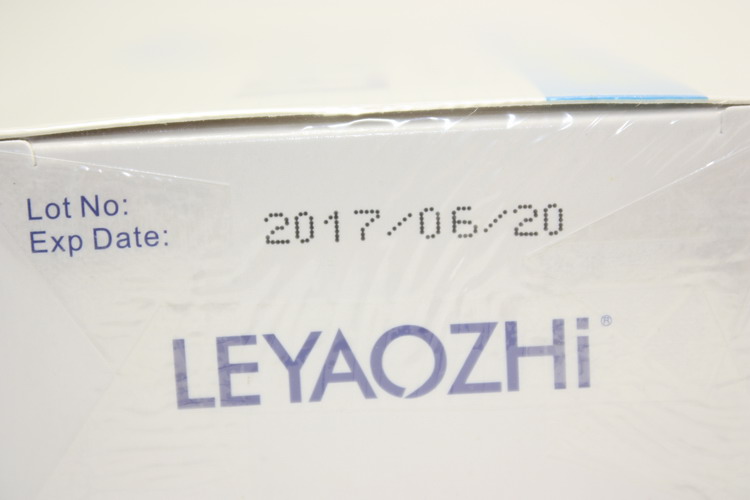 Lot No:
Exp Date:
2017/06/20
LEYAOZHi®